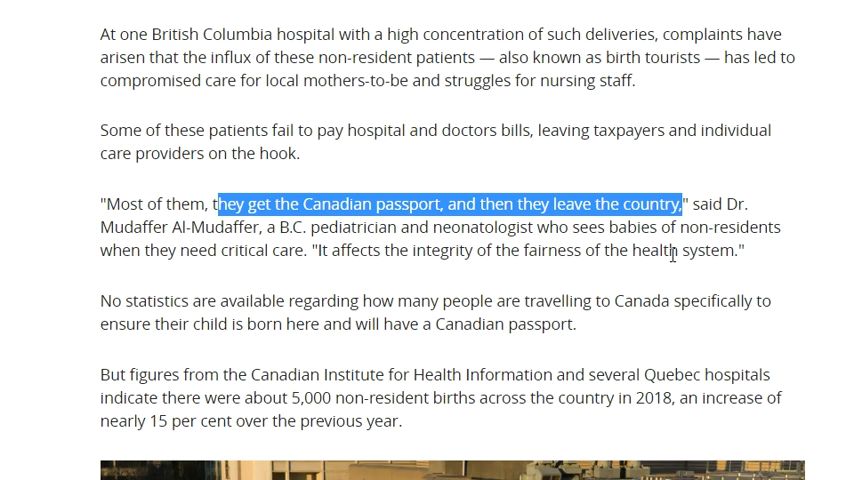 At one British Columbia hospital with a high concentration of such deliveries, complaints have
arisen that the influx of these non-resident patients — also known as birth tourists — has led to
compromised care for local mothers-to-be and struggles for nursing staff.
Some of these patients fail to pay hospital and doctors bills, leaving taxpayers and individual
care providers on the hook.
"Most of them, they get the Canadian passport, and then they leave the country," said Dr.
Mudaffer Al-Mudaffer, a B.C. pediatrician and neonatologist who sees babies of non-residents
when they need critical care. "It affects the integrity of the fairness of the health system."
No statistics are available regarding how many people are travelling to Canada specifically to
ensure their child is born here and will have a Canadian passport.
But figures from the Canadian Institute for Health Information and several Quebec hospitals
indicate there were about 5,000 non-resident births across the country in 2018, an increase of
nearly 15 per cent over the previous year.